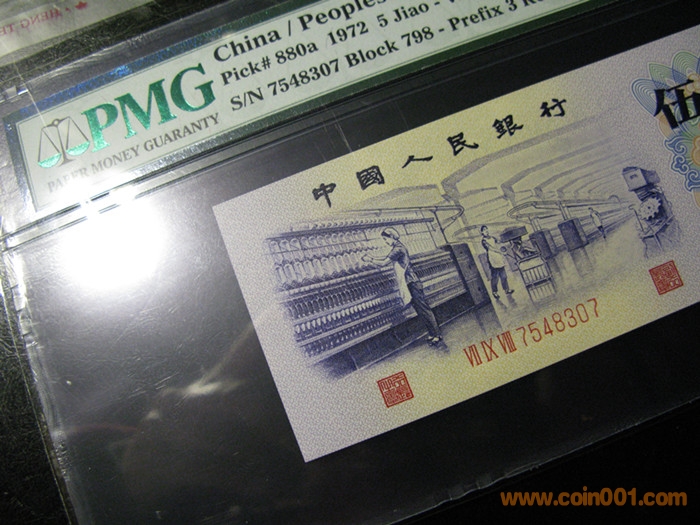 China / Peoples
Pick# 880a 1972 5 Jiao -
S/N 7548307 Block 798 - Prefix 3
PMG
PAPER MONEY GUARANTY
中國人民銀行
伍
VII IX VIII 7548307
www.coin001.com